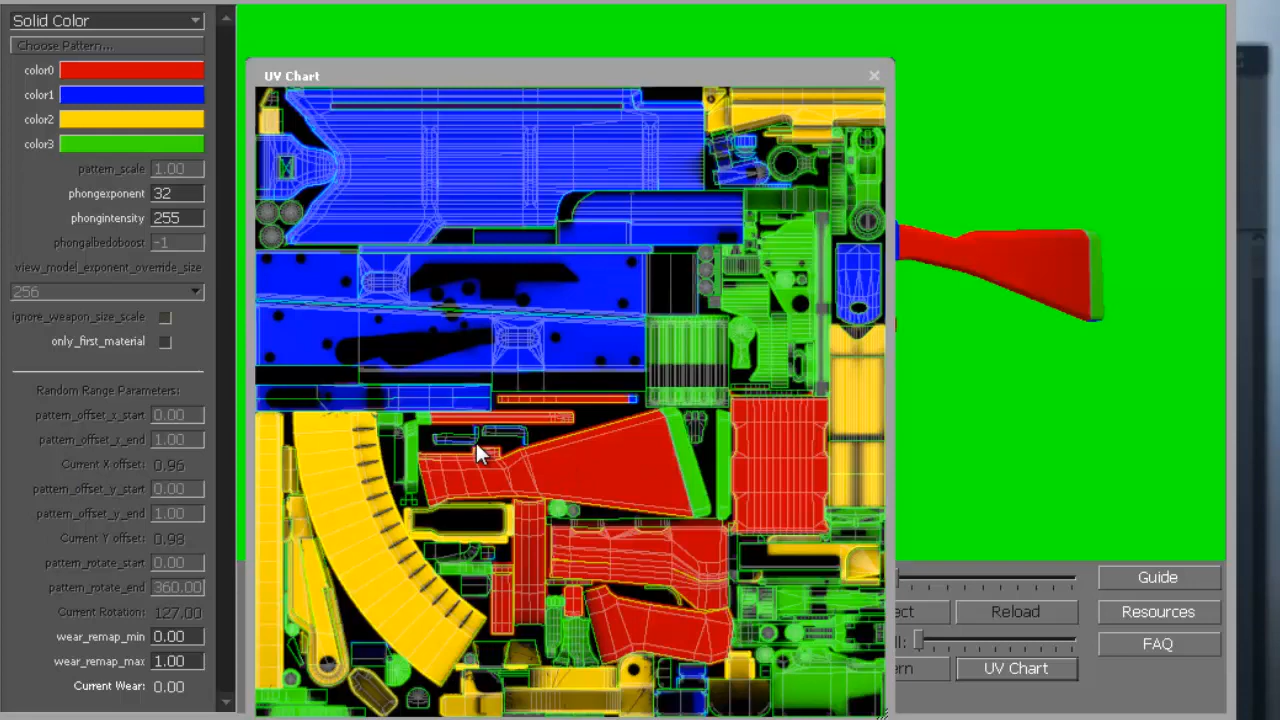 Solid Color
Choose Pattern...
color0
color1
color2
color3
pattern_scale 1.00
phongexponent 32
phongintensity 255
phongalbedoboost -1
view_model_exponent_override_size
256
ignore_weapon_size_scale
only_first_material
Random Range Parameters:
pattern_offset_x_start 0.00
pattern_offset_x_end 1.00
Current X offset: 0.96
pattern_offset_y_start 0.00
pattern_offset_y_end 1.00
Current Y offset: 0.93
pattern_rotate_start 0.00
pattern_rotate_end 360.00
Current Rotation: 127.00
wear_remap_min 0.00
wear_remap_max 1.00
Current Wear: 0.00
UV Chart
Guide
Reload
Resources
FAQ
UV Chart